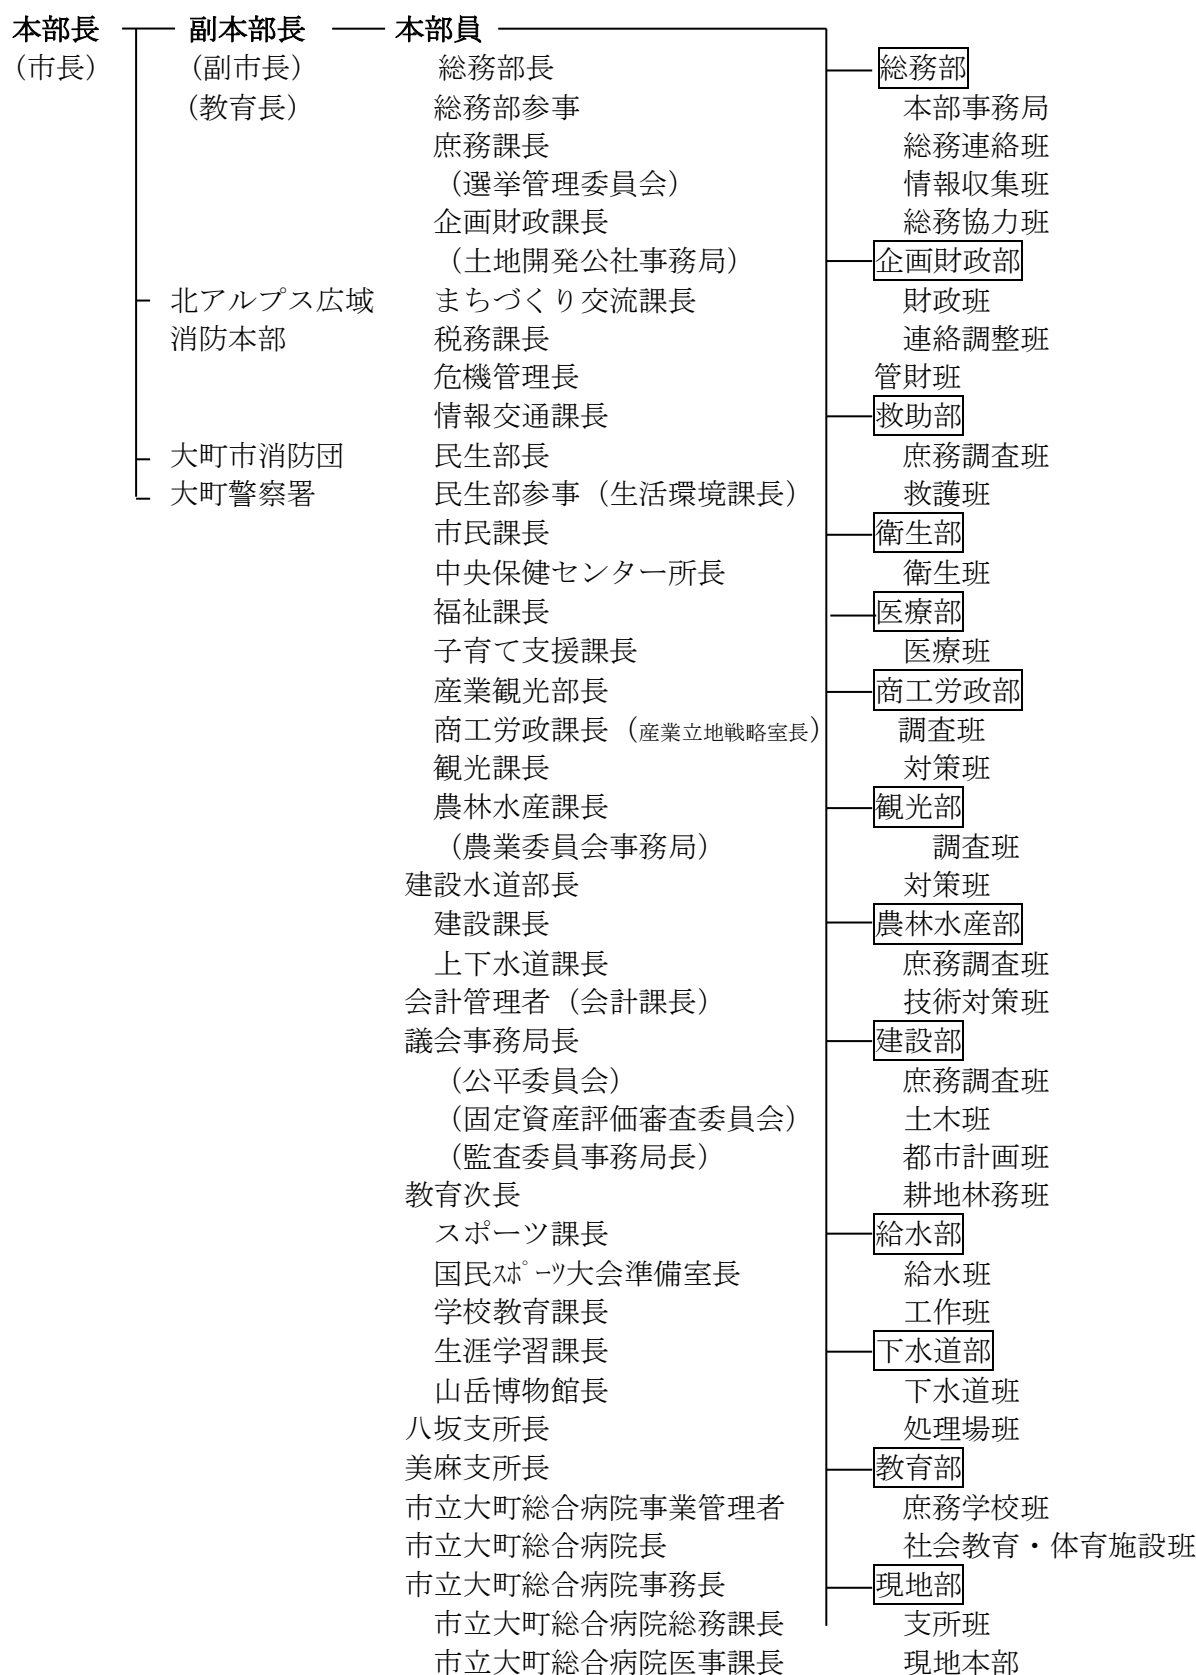 本部長 副本部長 本部員
(市長) (副市長) 総務部長 総務部
(教育長) 総務部参事 本部事務局
庶務課長 総務連絡班
(選挙管理委員会) 情報収集班
企画財政課長 総務協力班
(土地開発公社事務局) 企画財政部
北アルプス広域 まちづくり交流課長 財政班
消防本部 税務課長 連絡調整班
危機管理長 管財班
情報交通課長 救助部
大町市消防団 民生部長 庶務調査班
大町警察署 民生部参事(生活環境課長) 救護班
市民課長 衛生部
中央保健センター所長 衛生班
福祉課長 医療部
子育て支援課長 医療班
産業観光部長 商工労政部
商工労政課長(産業立地戦略室長) 調査班
観光課長 対策班
農林水産課長 観光部
(農業委員会事務局) 調査班
建設水道部長 対策班
建設課長 農林水産部
上下水道課長 庶務調査班
会計管理者(会計課長) 技術対策班
議会事務局長 建設部
(公平委員会) 庶務調査班
(固定資産評価審査委員会) 土木班
(監査委員事務局長) 都市計画班
教育次長 耕地林務班
スポーツ課長 給水部
国民ｽﾎﾟｰﾂ大会準備室長 給水班
学校教育課長 工作班
生涯学習課長 下水道部
山岳博物館長 下水道班
八坂支所長 処理場班
美麻支所長 教育部
市立大町総合病院事業管理者 庶務学校班
市立大町総合病院長 社会教育・体育施設班
市立大町総合病院事務長 現地部
市立大町総合病院総務課長 支所班
市立大町総合病院医事課長 現地本部